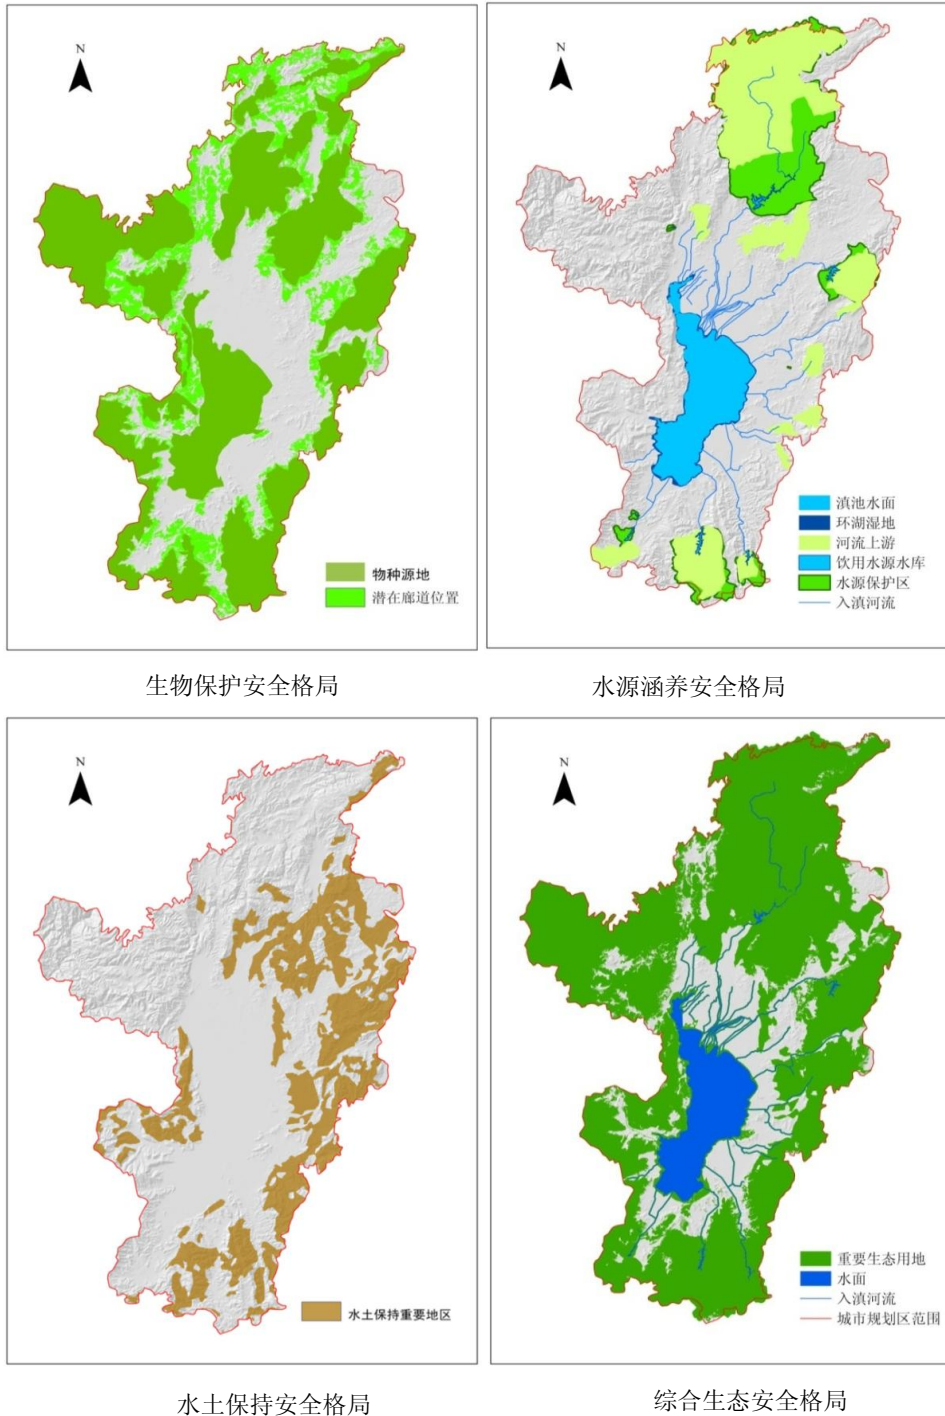 N
物种源地
潜在廊道位置
生物保护安全格局
N
滇池水面
环湖湿地
河流上游
饮用水源水库
水源保护区
入滇河流
水源涵养安全格局
N
水土保持重要地区
水土保持安全格局
N
重要生态用地
水面
入滇河流
城市规划区范围
综合生态安全格局